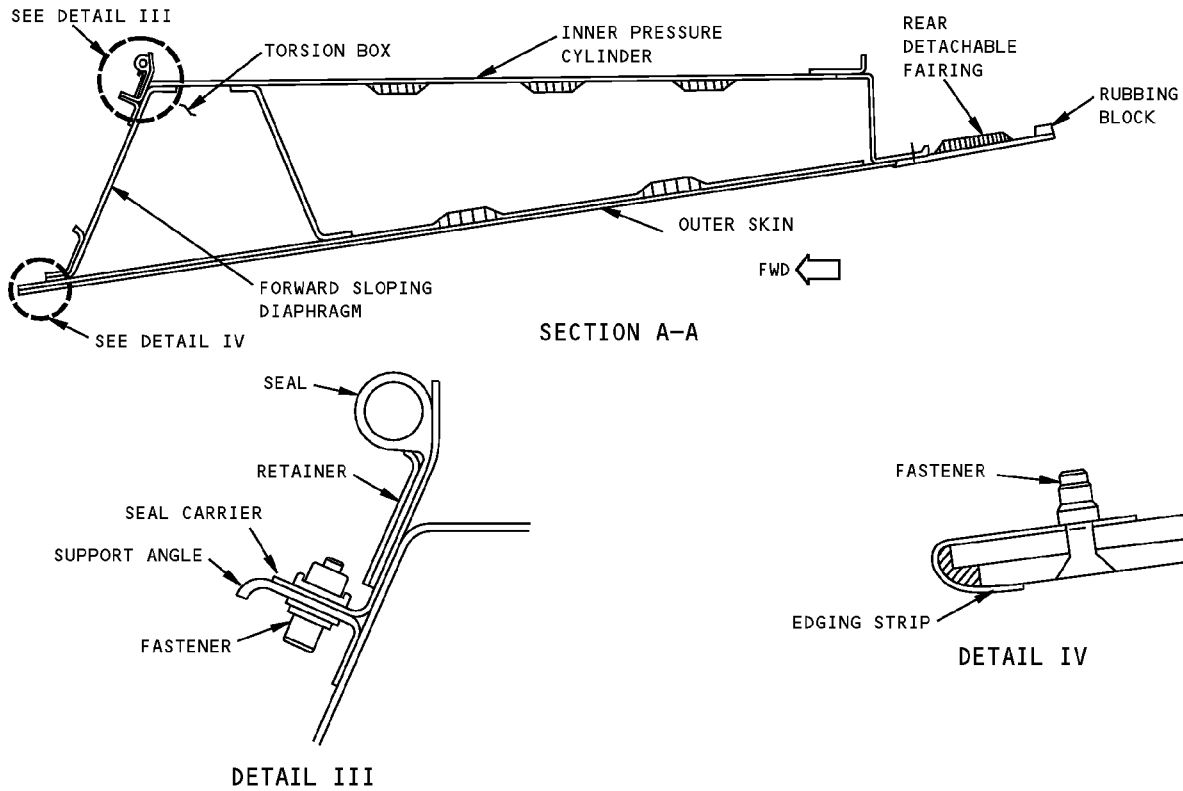 SEE DETAIL III
TORSION BOX
INNER PRESSURE
CYLINDER
REAR
DETACHABLE
FAIRING
RUBBING
BLOCK
OUTER SKIN
FWD
FORWARD SLOPING
DIAPHRAGM
SEE DETAIL IV
SECTION A-A
SEAL
RETAINER
SEAL CARRIER
SUPPORT ANGLE
FASTENER
DETAIL III
FASTENER
EDGING STRIP
DETAIL IV